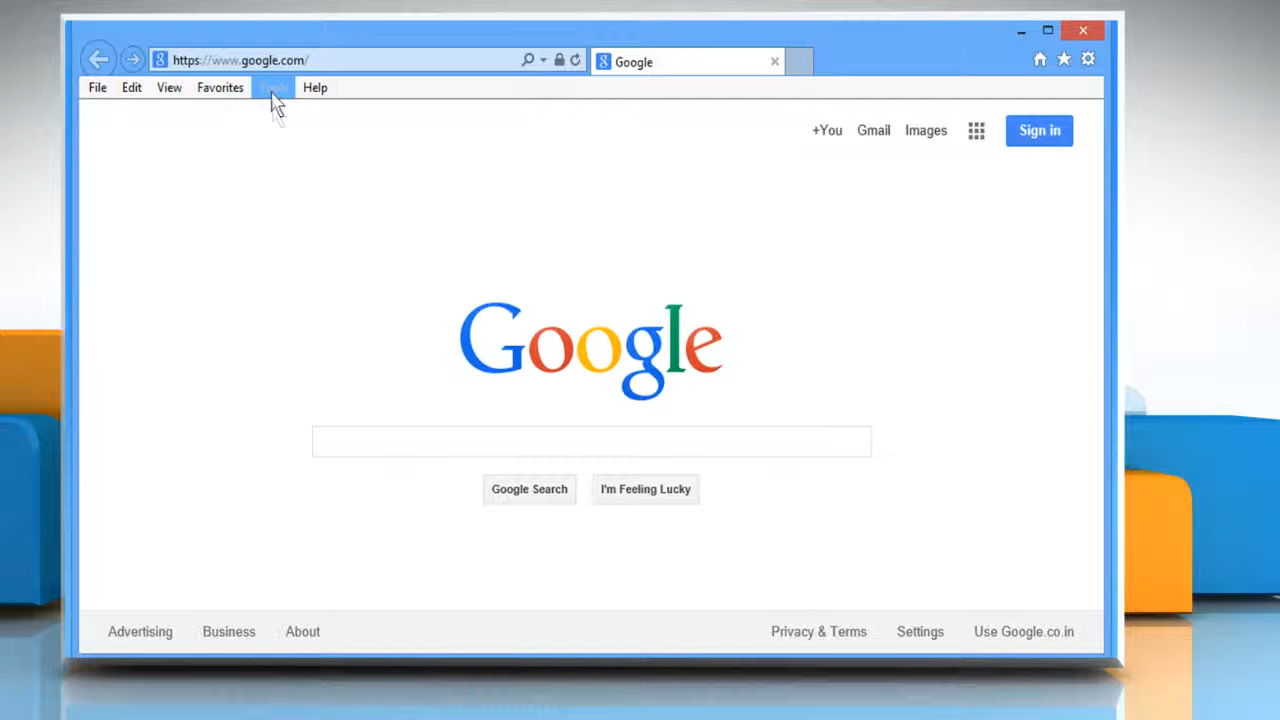 https://www.google.com/
Google
File Edit View Favorites Tools Help
+You Gmail Images Sign in
Google
Google Search I'm Feeling Lucky
Advertising Business About Privacy & Terms Settings Use Google.co.in